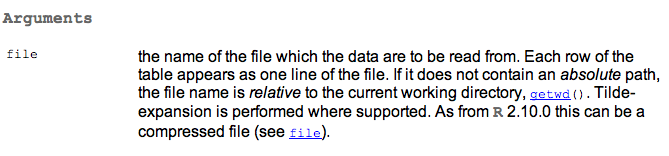 Arguments
file the name of the file which the data are to be read from. Each row of the
table appears as one line of the file. If it does not contain an absolute path,
the file name is relative to the current working directory, getwd(). Tilde-
expansion is performed where supported. As from R 2.10.0 this can be a
compressed file (see file).